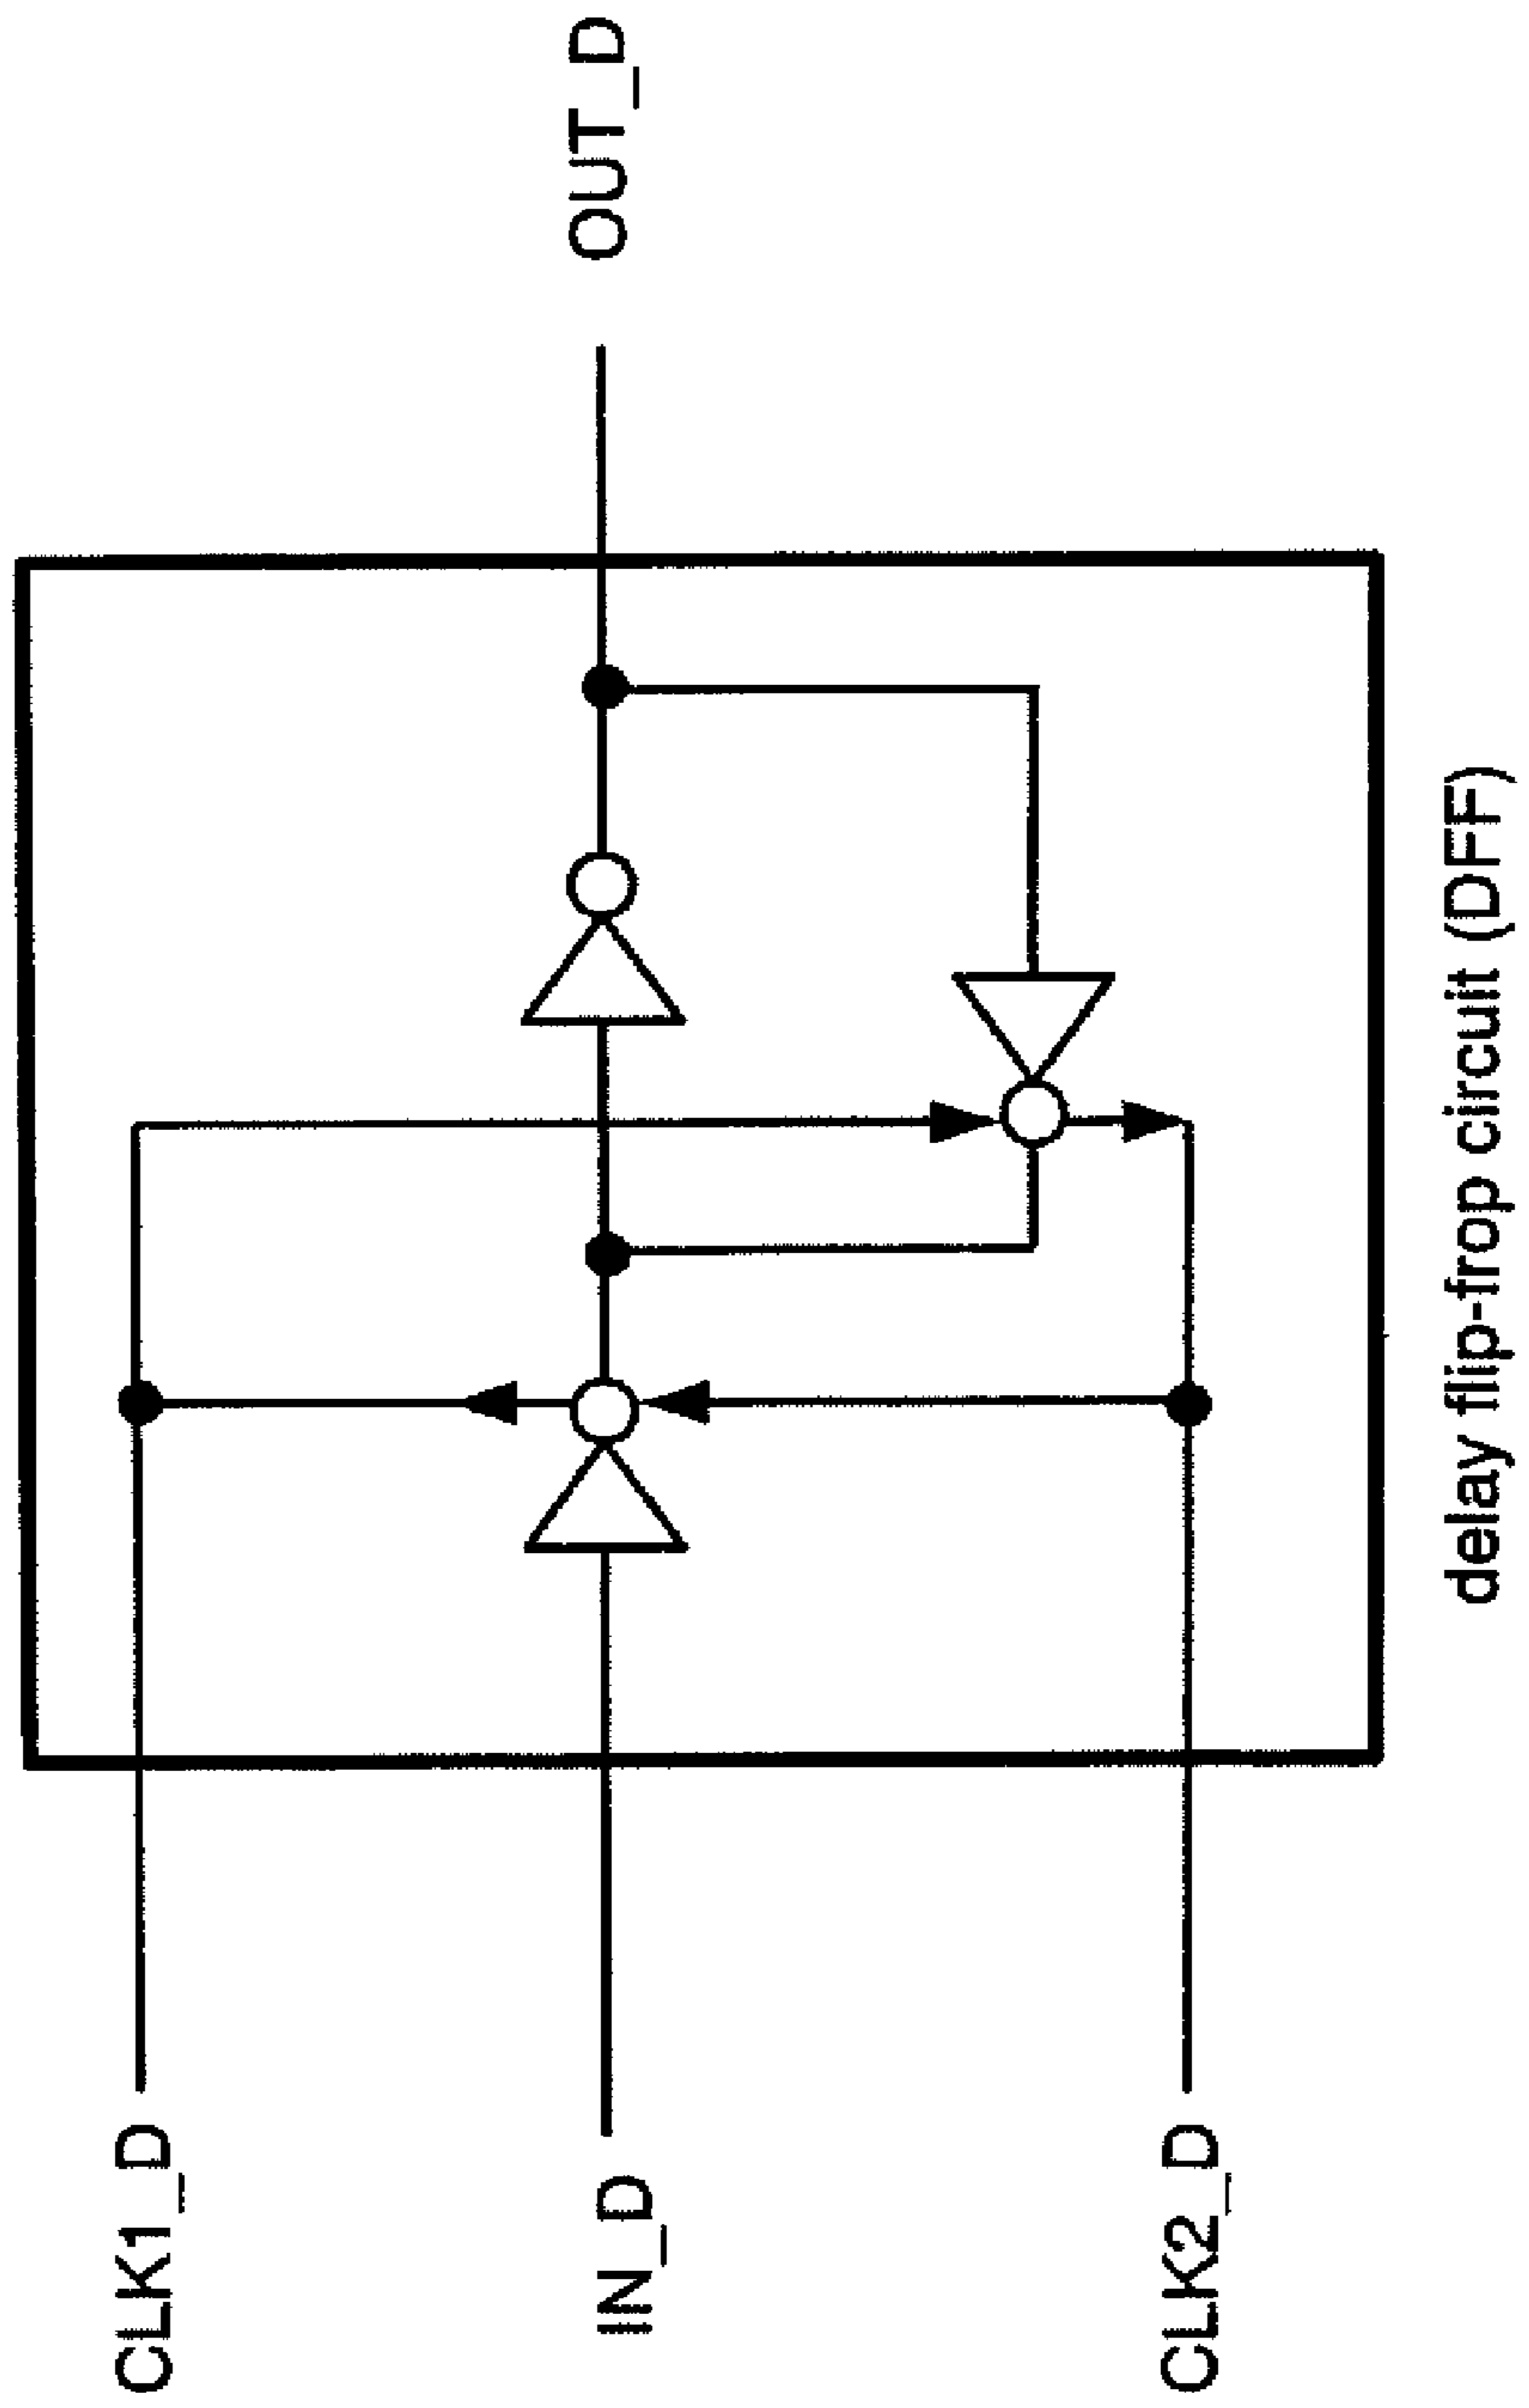 CLK1_D
IN_D
CLK2_D
OUT_D
delay flip-frop circuit (DFF)